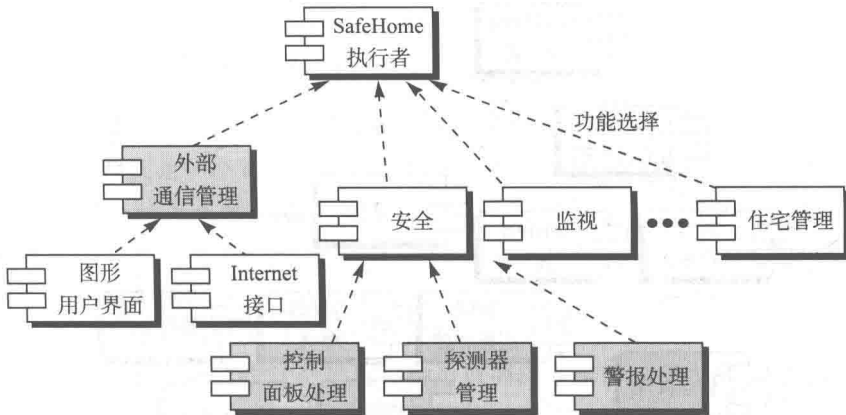 SafeHome
执行者
功能选择
外部
通信管理
安全
监视
住宅管理
图形
用户界面
Internet
接口
控制
面板处理
探测器
管理
警报处理